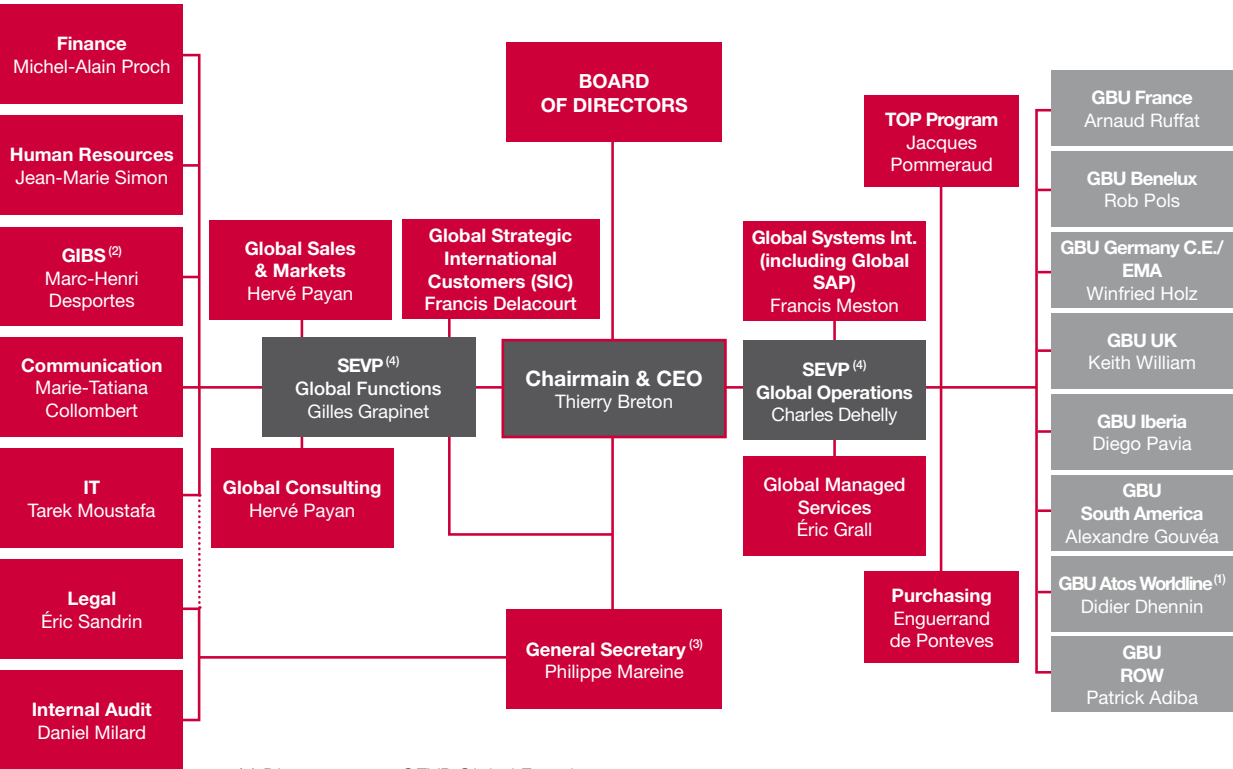 Finance
Michel-Alain Proch
Human Resources
Jean-Marie Simon
GIBS (2)
Marc-Henri
Desportes
Communication
Marie-Tatiana
Collombert
IT
Tarek Moustafa
Legal
Éric Sandrin
Internal Audit
Daniel Milard
Global Sales
& Markets
Hervé Payan
SEVP (4)
Global Functions
Gilles Grapinet
Global Consulting
Hervé Payan
Global Strategic
International
Customers (SIC)
Francis Delacourt
BOARD
OF DIRECTORS
Chairmain & CEO
Thierry Breton
General Secretary (3)
Philippe Mareine
Global Systems Int.
(including Global
SAP)
Francis Meston
SEVP (4)
Global Operations
Charles Dehelly
Global Managed
Services
Éric Grall
TOP Program
Jacques
Pommeraud
Purchasing
Enguerrand
de Ponteves
GBU France
Arnaud Ruffat
GBU Benelux
Rob Pols
GBU Germany C.E./
EMA
Winfried Holz
GBU UK
Keith William
GBU Iberia
Diego Pavia
GBU
South America
Alexandre Gouvéa
GBU Atos Worldline (1)
Didier Dhennin
GBU
ROW
Patrick Adiba